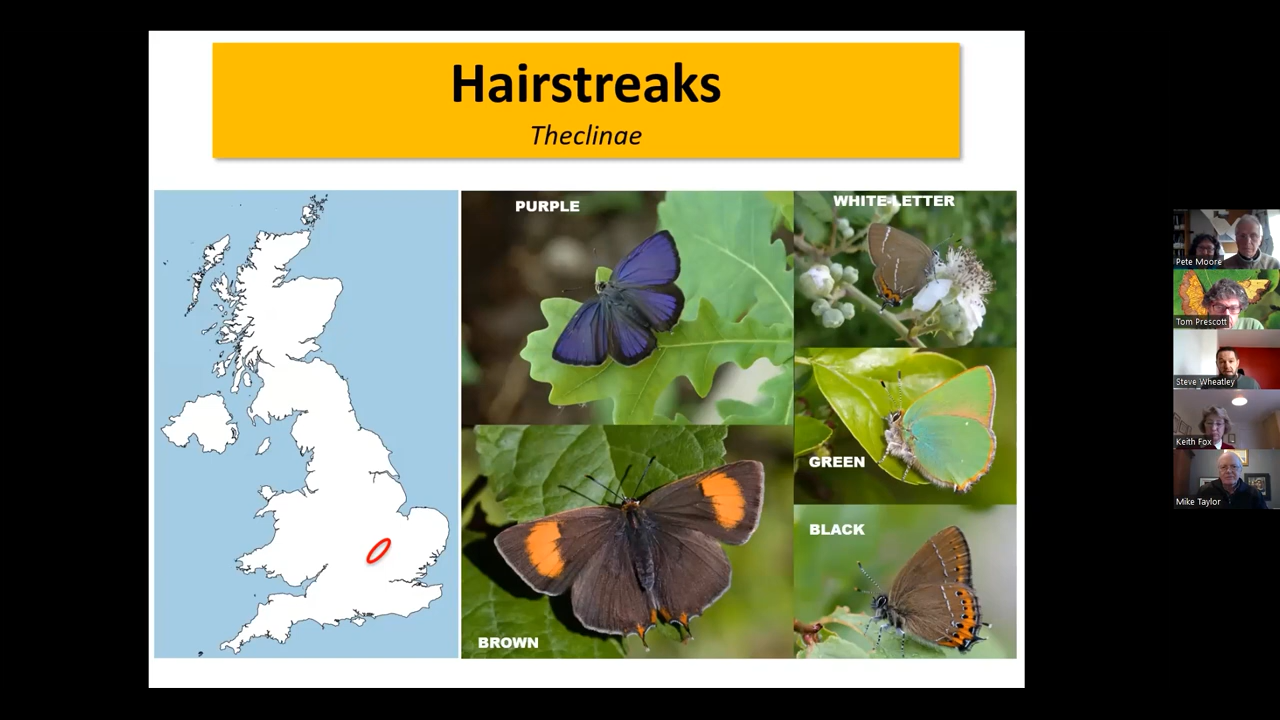 Hairstreaks
Theclinae
PURPLE
WHITE-LETTER
GREEN
BLACK
BROWN
Pete Moore
Tom Prescott
Steve Wheatley
Keith Fox
Mike Taylor